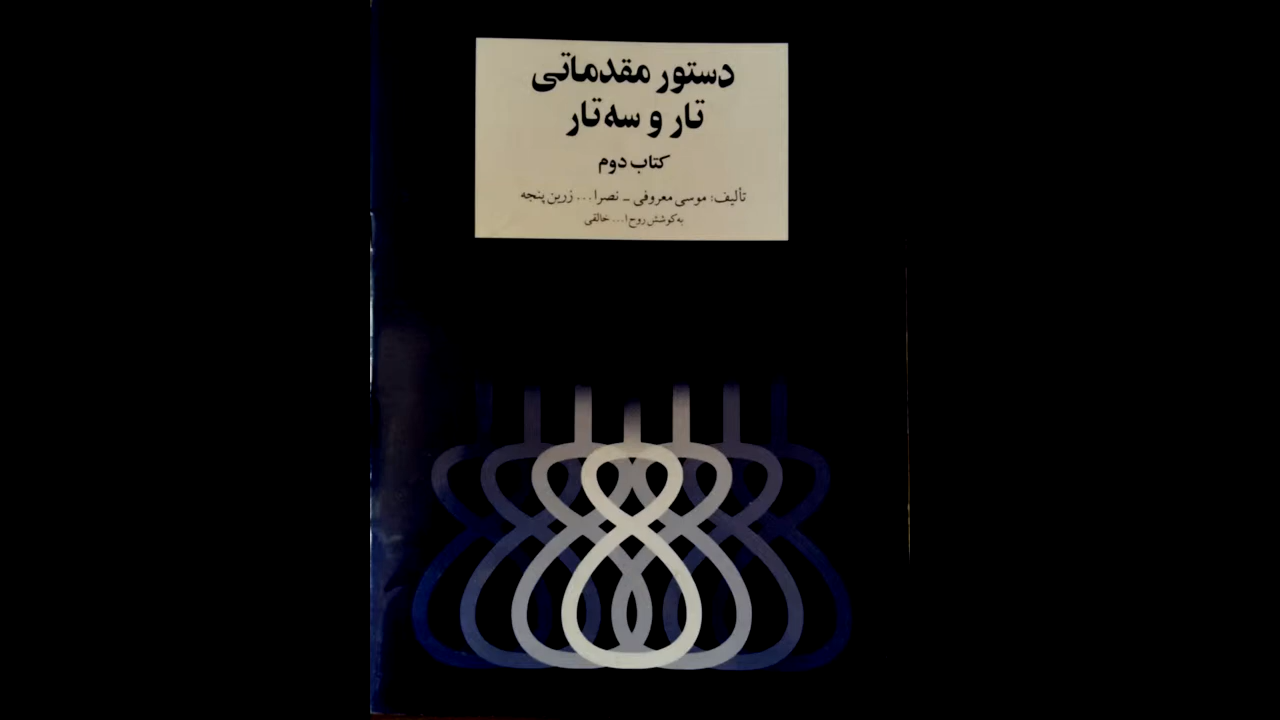 دستور مقدماتی
تار و سه‌تار
کتاب دوم
تألیف: موسی معروفی - نصرا... زرین پنجه
به‌کوشش روح ا... خالقی